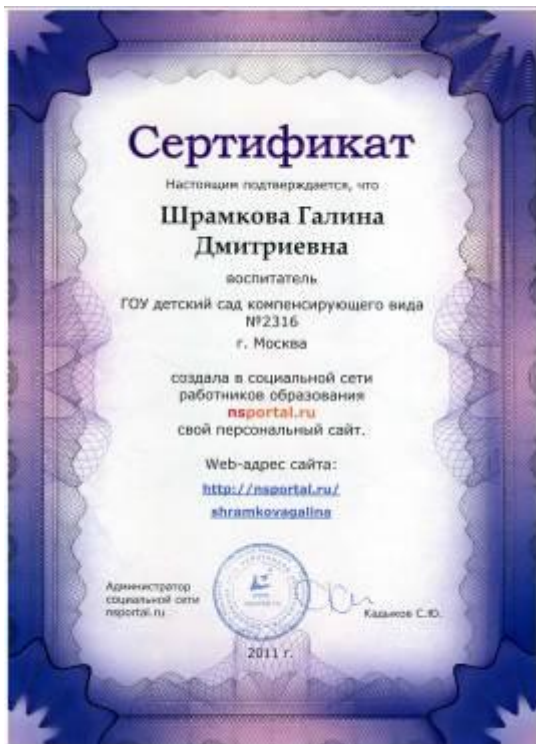 Сертификат
Настоящим подтверждается, что
Шрамкова Галина
Дмитриевна
воспитатель
ГОУ детский сад компенсирующего вида
№2316
г. Москва
создала в социальной сети
работников образования
nsportal.ru
свой персональный сайт.
Web-адрес сайта:
http://nsportal.ru/
shramkovagalina
Администратор
социальной сети
nsportal.ru
Кадыков С.Ю.
2011 г.